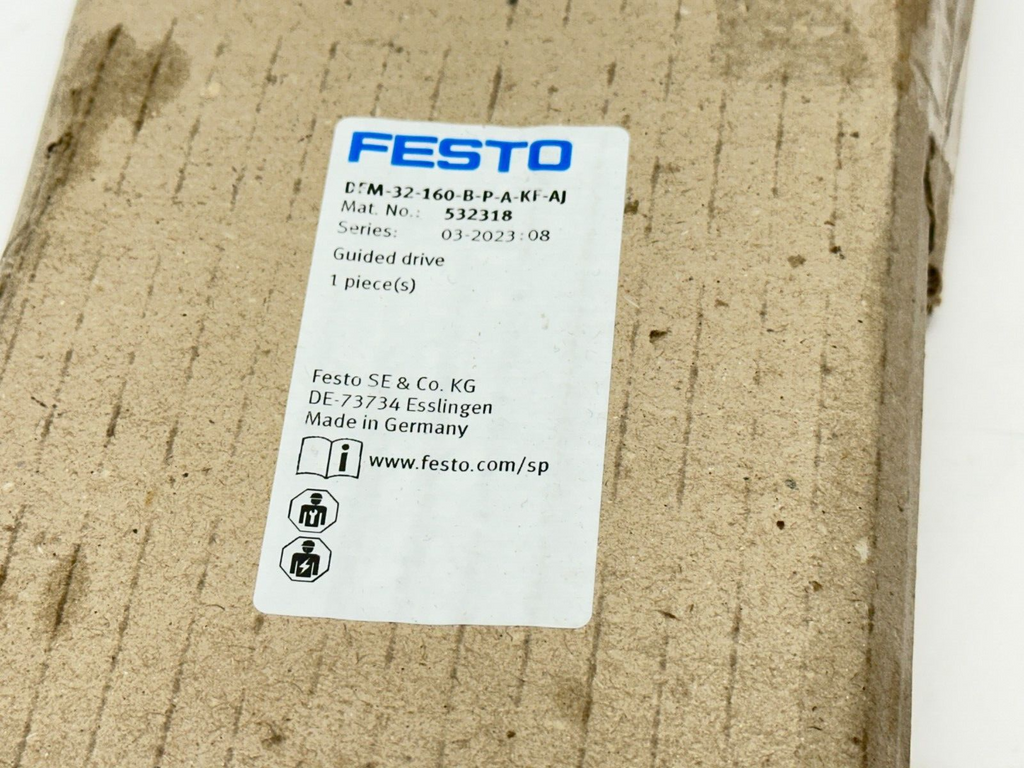 FESTO
DFM-32-160-B-P-A-KF-AJ
Mat. No.: 532318
Series: 03-2023:08
Guided drive
1 piece(s)
Festo SE & Co. KG
DE-73734 Esslingen
Made in Germany
www.festo.com/sp